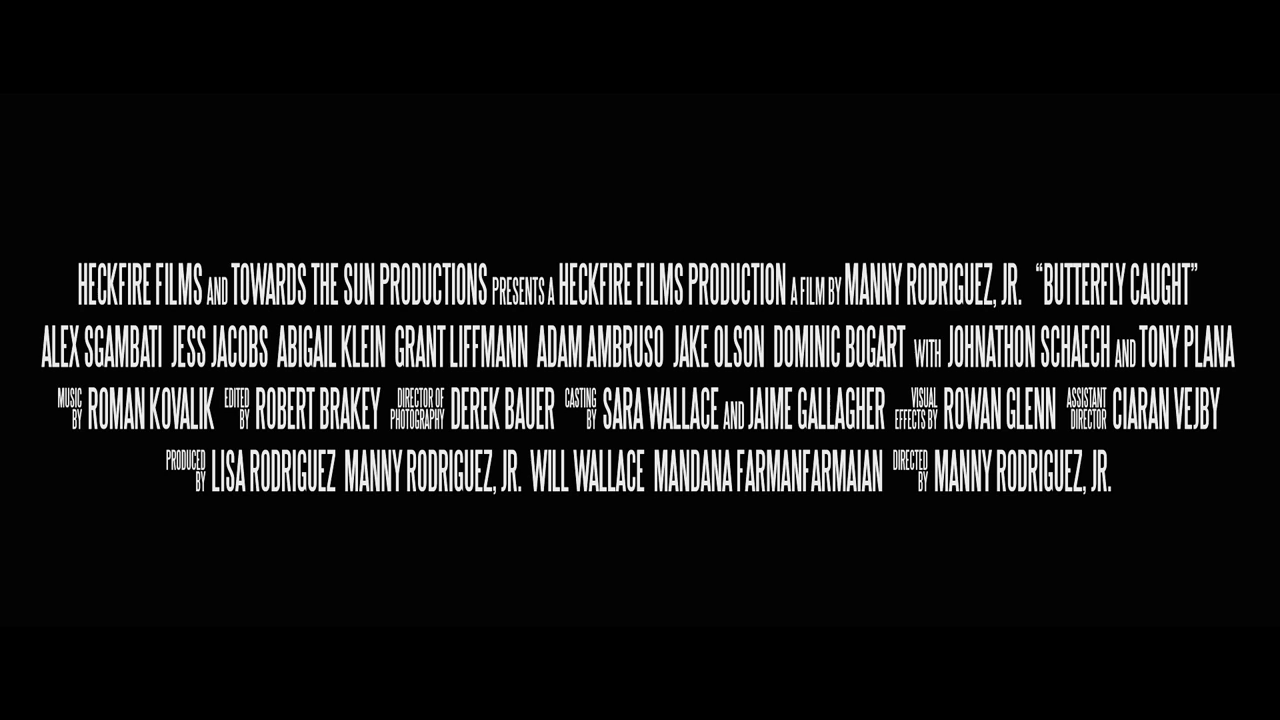 HECKFIRE FILMS AND TOWARDS THE SUN PRODUCTIONS PRESENTS A HECKFIRE FILMS PRODUCTION A FILM BY MANNY RODRIGUEZ, JR. “BUTTERFLY CAUGHT”
ALEX SGAMBATI JESS JACOBS ABIGAIL KLEIN GRANT LIFFMANN ADAM AMBRUSO JAKE OLSON DOMINIC BOGART WITH JOHNATHON SCHAECH AND TONY PLANA
MUSIC BY ROMAN KOVALIK EDITED BY ROBERT BRAKEY DIRECTOR OF PHOTOGRAPHY DEREK BAUER CASTING BY SARA WALLACE AND JAIME GALLAGHER VISUAL EFFECTS BY ROWAN GLENN ASSISTANT DIRECTOR CIARAN VEJBY
PRODUCED BY LISA RODRIGUEZ MANNY RODRIGUEZ, JR. WILL WALLACE MANDANA FARMANFARMAIAN DIRECTED BY MANNY RODRIGUEZ, JR.